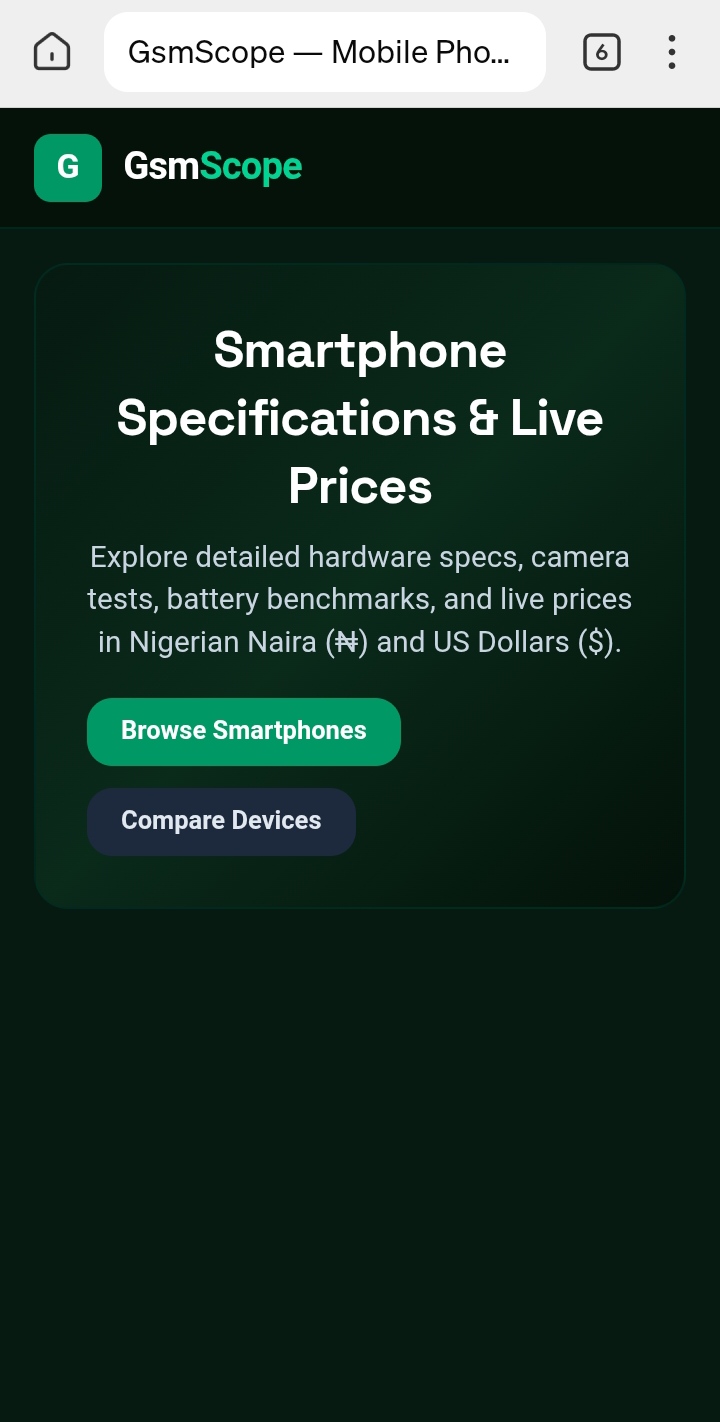 GsmScope — Mobile Pho...
6
G
GsmScope
Smartphone
Specifications & Live
Prices
Explore detailed hardware specs, camera
tests, battery benchmarks, and live prices
in Nigerian Naira (₦) and US Dollars ($).
Browse Smartphones
Compare Devices